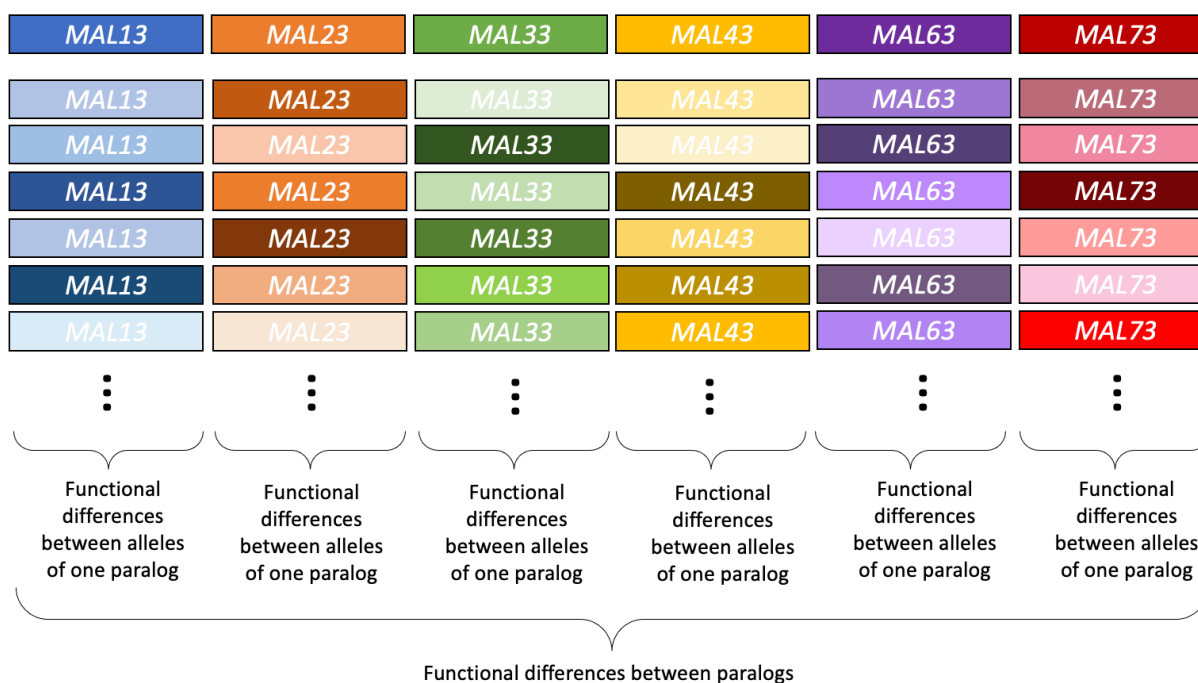 MAL13 MAL23 MAL33 MAL43 MAL63 MAL73
MAL13 MAL23 MAL33 MAL43 MAL63 MAL73
MAL13 MAL23 MAL33 MAL43 MAL63 MAL73
MAL13 MAL23 MAL33 MAL43 MAL63 MAL73
MAL13 MAL23 MAL33 MAL43 MAL63 MAL73
MAL13 MAL23 MAL33 MAL43 MAL63 MAL73
MAL13 MAL23 MAL33 MAL43 MAL63 MAL73
Functional
differences
between alleles
of one paralog
Functional
differences
between alleles
of one paralog
Functional
differences
between alleles
of one paralog
Functional
differences
between alleles
of one paralog
Functional
differences
between alleles
of one paralog
Functional
differences
between alleles
of one paralog
Functional differences between paralogs